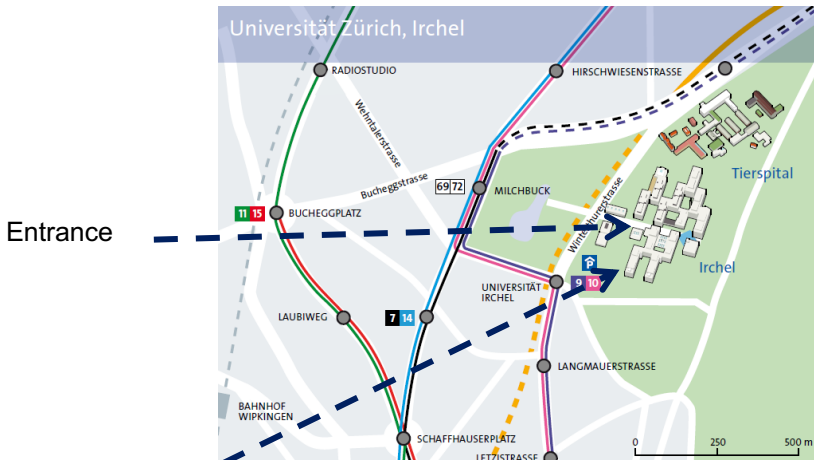 Universität Zürich, Irchel
RADIOSTUDIO
HIRSCHWIESENSTRASSE
Wehntalerstrasse
Bucheggstrasse
69 72
MILCHBUCK
Tierspital
11 15
BUCHEGGPLATZ
Winterthurerstrasse
Entrance
P
Irchel
UNIVERSITÄT
IRCHEL
9 10
LAUBIWEG
7 14
LANGMAUERSTRASSE
BAHNHOF
WIPKINGEN
SCHAFFHAUSERPLATZ
LETZISTRASSE
0 250 500 m